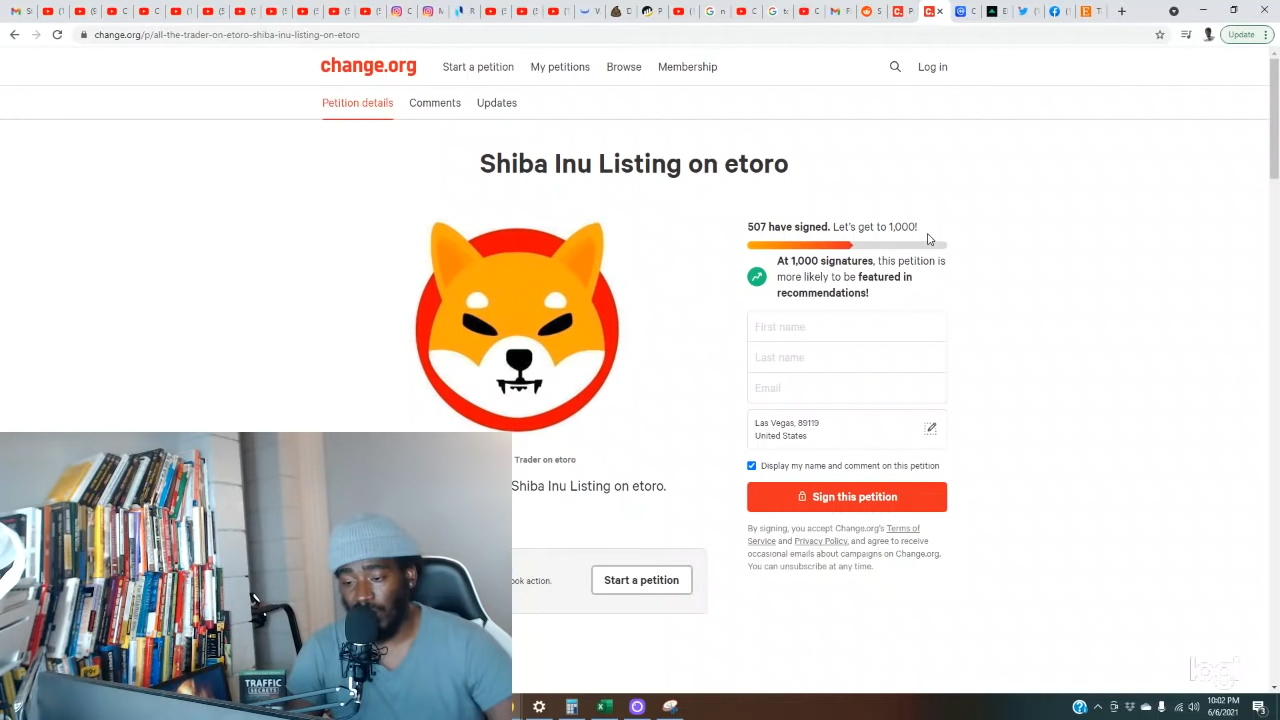 change.org/p/all-the-trader-on-etoro-shiba-inu-listing-on-etoro
Update
change.org
Start a petition
My petitions
Browse
Membership
Log in
Petition details
Comments
Updates
Shiba Inu Listing on etoro
507 have signed. Let's get to 1,000!
At 1,000 signatures, this petition is
more likely to be featured in
recommendations!
First name
Last name
Email
Las Vegas, 89119
United States
Display my name and comment on this petition
Sign this petition
By signing, you accept Change.org's Terms of
Service and Privacy Policy, and agree to receive
occasional emails about campaigns on Change.org.
You can unsubscribe at any time.
Trader on etoro
Shiba Inu Listing on etoro.
ook action.
Start a petition
TRAFFIC
SECRETS
10:02 PM
6/6/2021